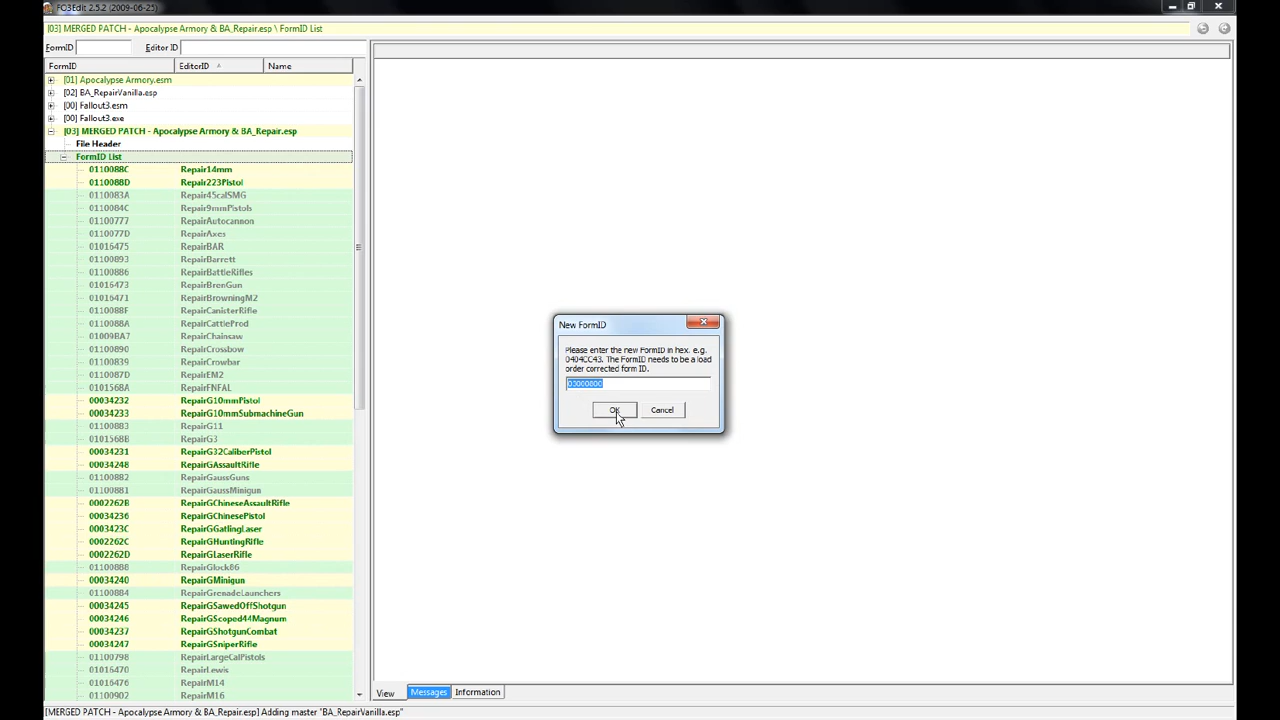 FO3Edit 2.5.2 (2009-06-25)
[03] MERGED PATCH - Apocalypse Armory & BA_Repair.esp \ FormID List
FormID
Editor ID
FormID EditorID Name
[01] Apocalypse Armory.esm
[02] BA_RepairVanilla.esp
[00] Fallout3.esm
[00] Fallout3.exe
[03] MERGED PATCH - Apocalypse Armory & BA_Repair.esp
File Header
FormID List
0110088C Repair14mm
0110088D Repair223Pistol
0110083A Repair45calSMG
0110084C Repair9mmPistols
01100777 RepairAutocannon
0110077D RepairAxes
01016475 RepairBAR
01100893 RepairBarrett
01100886 RepairBattleRifles
01016471 RepairBrenGun
01016473 RepairBrowningM2
0110088F RepairCanisterRifle
0110088A RepairCattleProd
01009BA7 RepairChainsaw
01100890 RepairCrossbow
01100839 RepairCrowbar
01100887 RepairEM2
0101568A RepairFNFAL
00034232 RepairG10mmPistol
00034233 RepairG10mmSubmachineGun
01100883 RepairG11
0101568B RepairG3
00034231 RepairG32CaliberPistol
00034248 RepairGAssaultRifle
01100882 RepairGaussGuns
01100881 RepairGaussMinigun
0002262B RepairGChineseAssaultRifle
00034236 RepairGChinesePistol
0003423C RepairGGatlingLaser
0002262C RepairGHuntingRifle
0002262D RepairGLaserRifle
01100888 RepairGlock86
00034240 RepairGMinigun
01100884 RepairGrenadeLaunchers
00034245 RepairGSawedOffShotgun
00034246 RepairGScoped44Magnum
00034237 RepairGShotgunCombat
00034247 RepairGSniperRifle
01100798 RepairLargeCalPistols
01016470 RepairLewis
01016474 RepairM14
01100902 RepairM16
New FormID
Please enter the new FormID in hex. e.g.
0404CC43. The FormID needs to be a load
order corrected form ID.
03000800
OK Cancel
View Messages Information
[MERGED PATCH - Apocalypse Armory & BA_Repair.esp] Adding master "BA_RepairVanilla.esp"